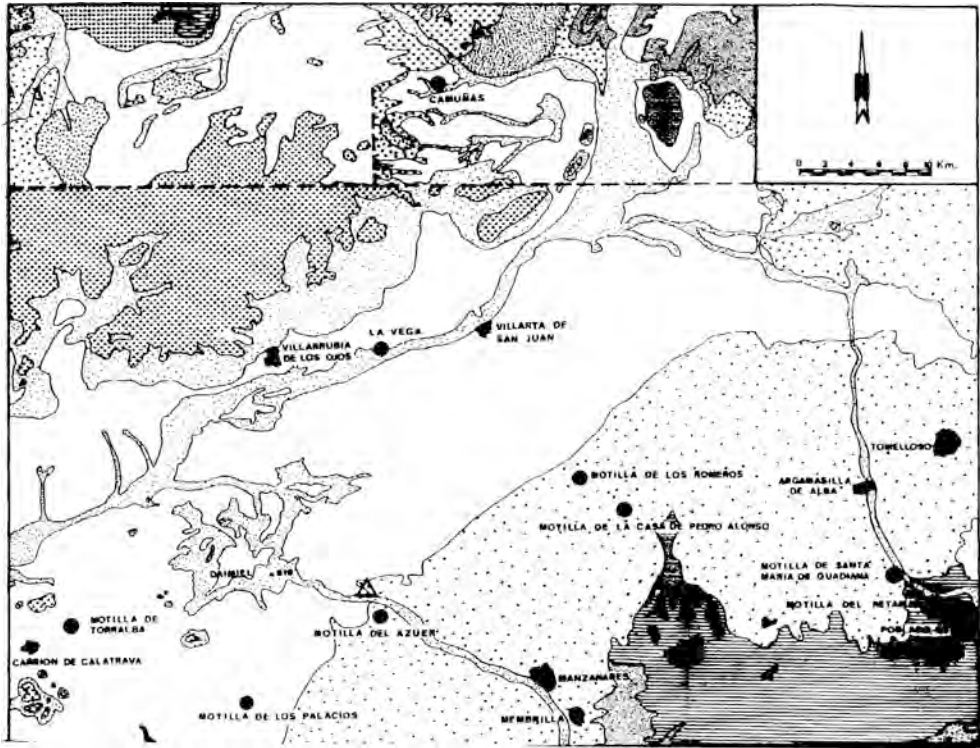 CAMUÑAS
0 2 4 6 8 10 Km.
LA VEGA
VILLARTA DE
SAN JUAN
VILLARRUBIA
DE LOS OJOS
TOMELLOSO
MOTILLA DE LOS ROMEROS
ARGAMASILLA
DE ALBA
MOTILLA DE LA CASA DE PEDRO ALONSO
DAIMIEL
MOTILLA DE SANTA
MARIA DE GUADIANA
MOTILLA DEL
MOTILLA DE
TORRALBA
MOTILLA DEL AZUER
CARRION DE CALATRAVA
MANZANARES
MOTILLA DE LOS PALACIOS
MEMBRILLA